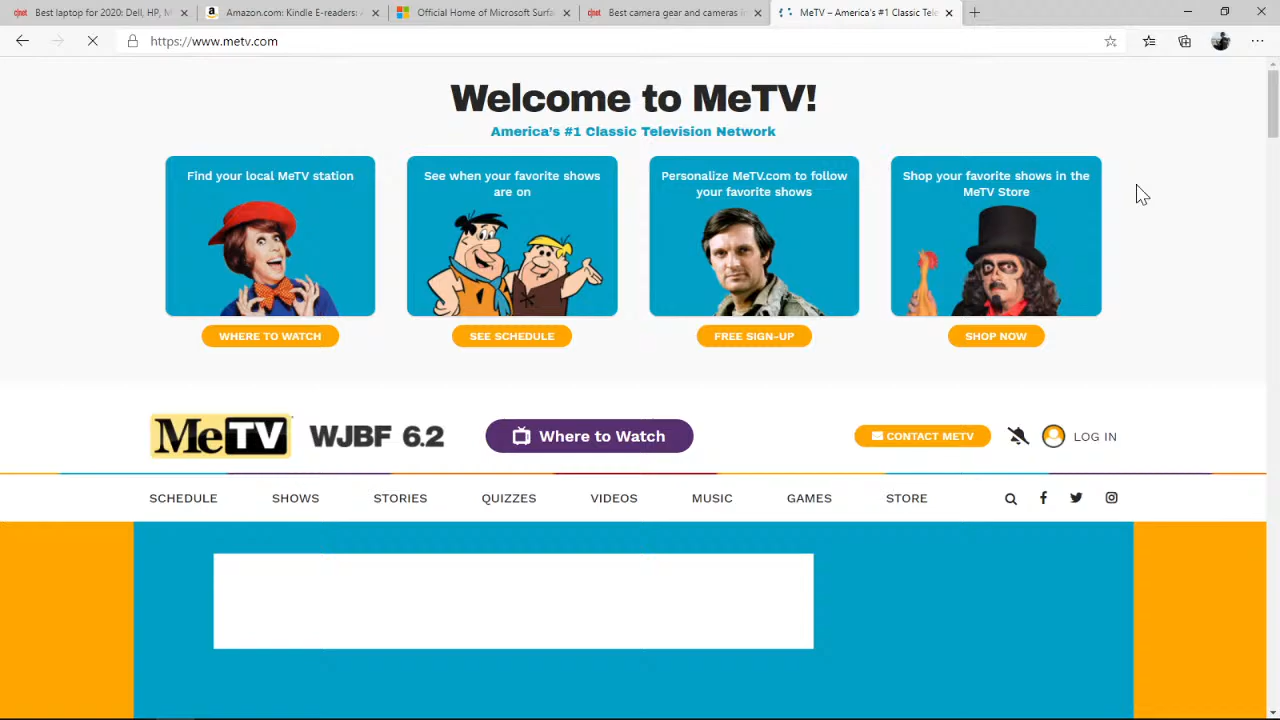 Best laptop for 2020: Dell, HP, M
Amazon.com: Kindle E-readers: A
Official Home of Microsoft Surfa
Best camera gear and cameras in
MeTV – America's #1 Classic Tele
https://www.metv.com
Welcome to MeTV!
America's #1 Classic Television Network
Find your local MeTV station
See when your favorite shows
are on
Personalize MeTV.com to follow
your favorite shows
Shop your favorite shows in the
MeTV Store
WHERE TO WATCH
SEE SCHEDULE
FREE SIGN-UP
SHOP NOW
MeTV WJBF 6.2
Where to Watch
CONTACT METV
LOG IN
SCHEDULE SHOWS STORIES QUIZZES VIDEOS MUSIC GAMES STORE